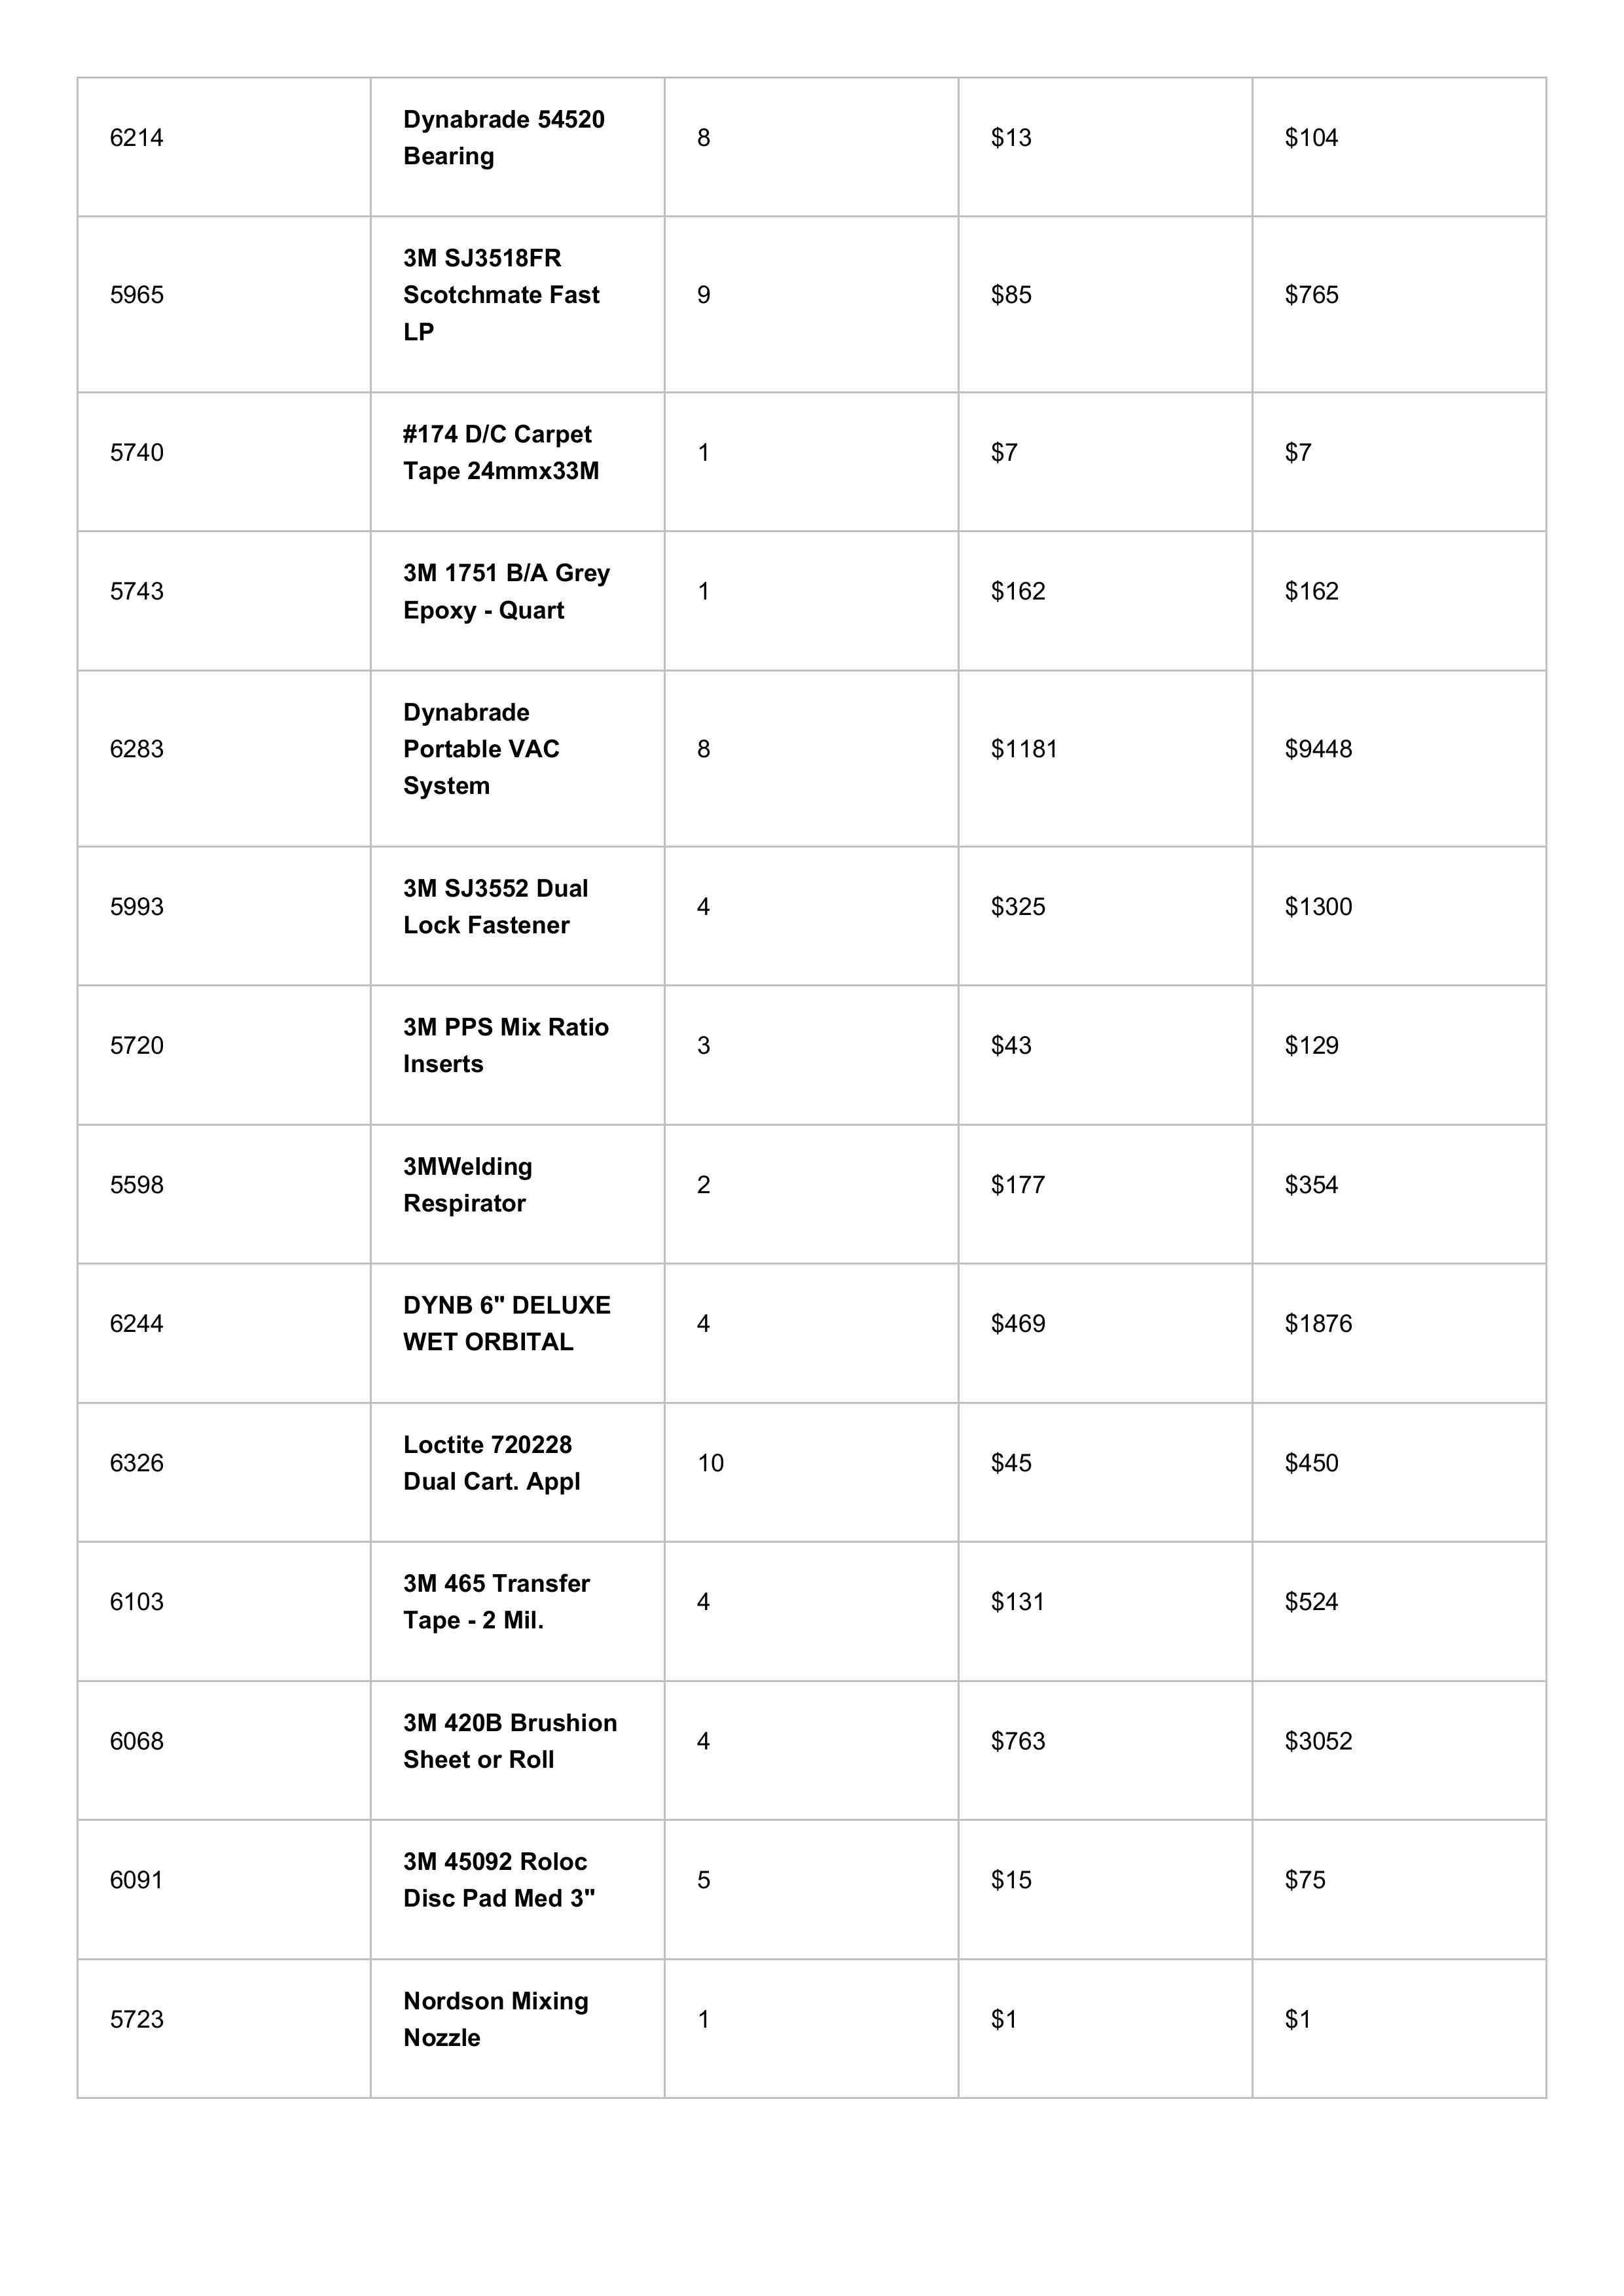 6214
Dynabrade 54520
Bearing
8
$13
$104
5965
3M SJ3518FR
Scotchmate Fast
LP
9
$85
$765
5740
#174 D/C Carpet
Tape 24mmx33M
1
$7
$7
5743
3M 1751 B/A Grey
Epoxy - Quart
1
$162
$162
6283
Dynabrade
Portable VAC
System
8
$1181
$9448
5993
3M SJ3552 Dual
Lock Fastener
4
$325
$1300
5720
3M PPS Mix Ratio
Inserts
3
$43
$129
5598
3MWelding
Respirator
2
$177
$354
6244
DYNB 6" DELUXE
WET ORBITAL
4
$469
$1876
6326
Loctite 720228
Dual Cart. Appl
10
$45
$450
6103
3M 465 Transfer
Tape - 2 Mil.
4
$131
$524
6068
3M 420B Brushion
Sheet or Roll
4
$763
$3052
6091
3M 45092 Roloc
Disc Pad Med 3"
5
$15
$75
5723
Nordson Mixing
Nozzle
1
$1
$1